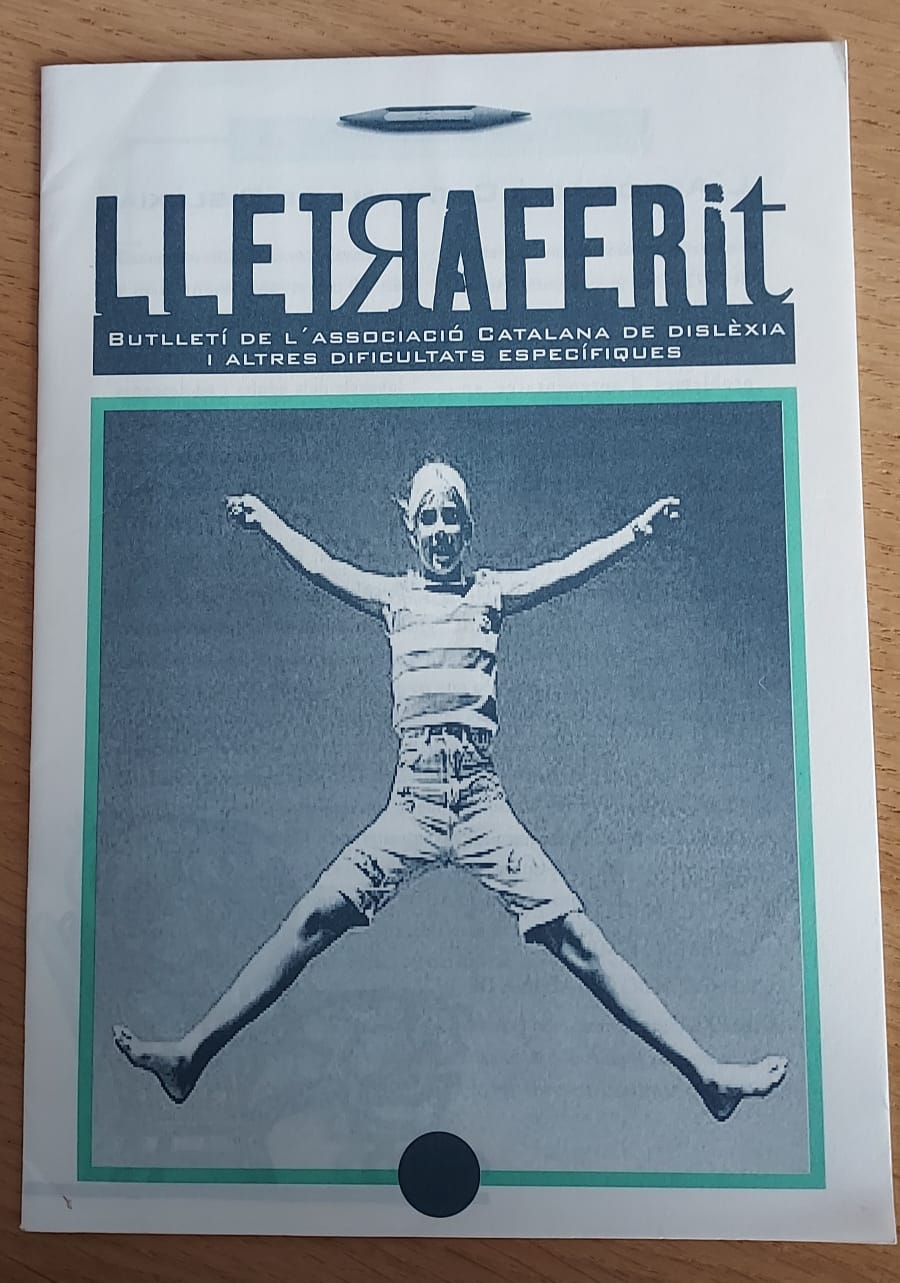 LLETRAFERit
BUTLLETÍ DE L´ASSOCIACIÓ CATALANA DE DISLÈXIA
I ALTRES DIFICULTATS ESPECÍFIQUES